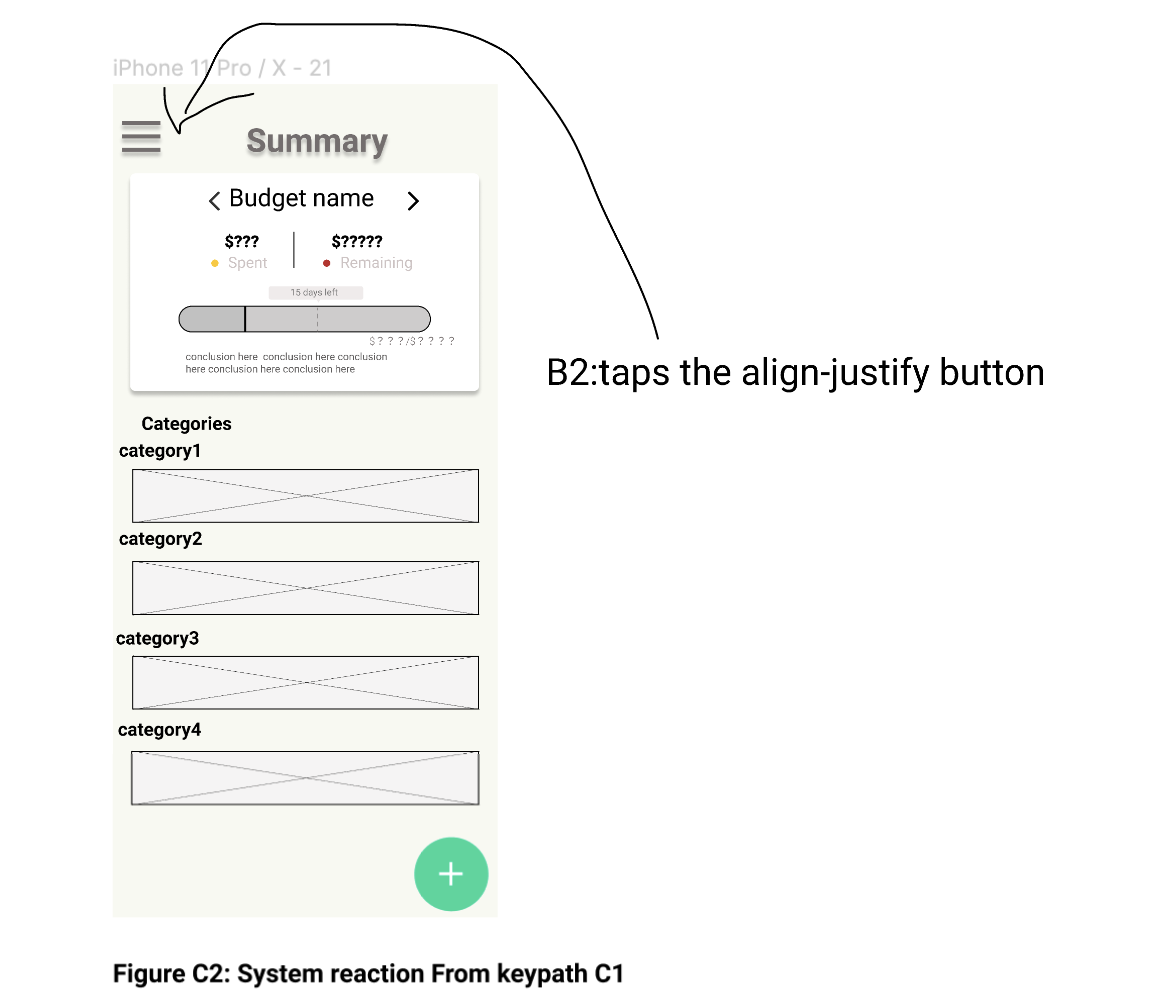 iPhone 11 Pro / X - 21
Summary
Budget name
$??? $?????
Spent Remaining
15 days left
$???/$????
conclusion here conclusion here conclusion
here conclusion here conclusion here
B2:taps the align-justify button
Categories
category1
category2
category3
category4
Figure C2: System reaction From keypath C1